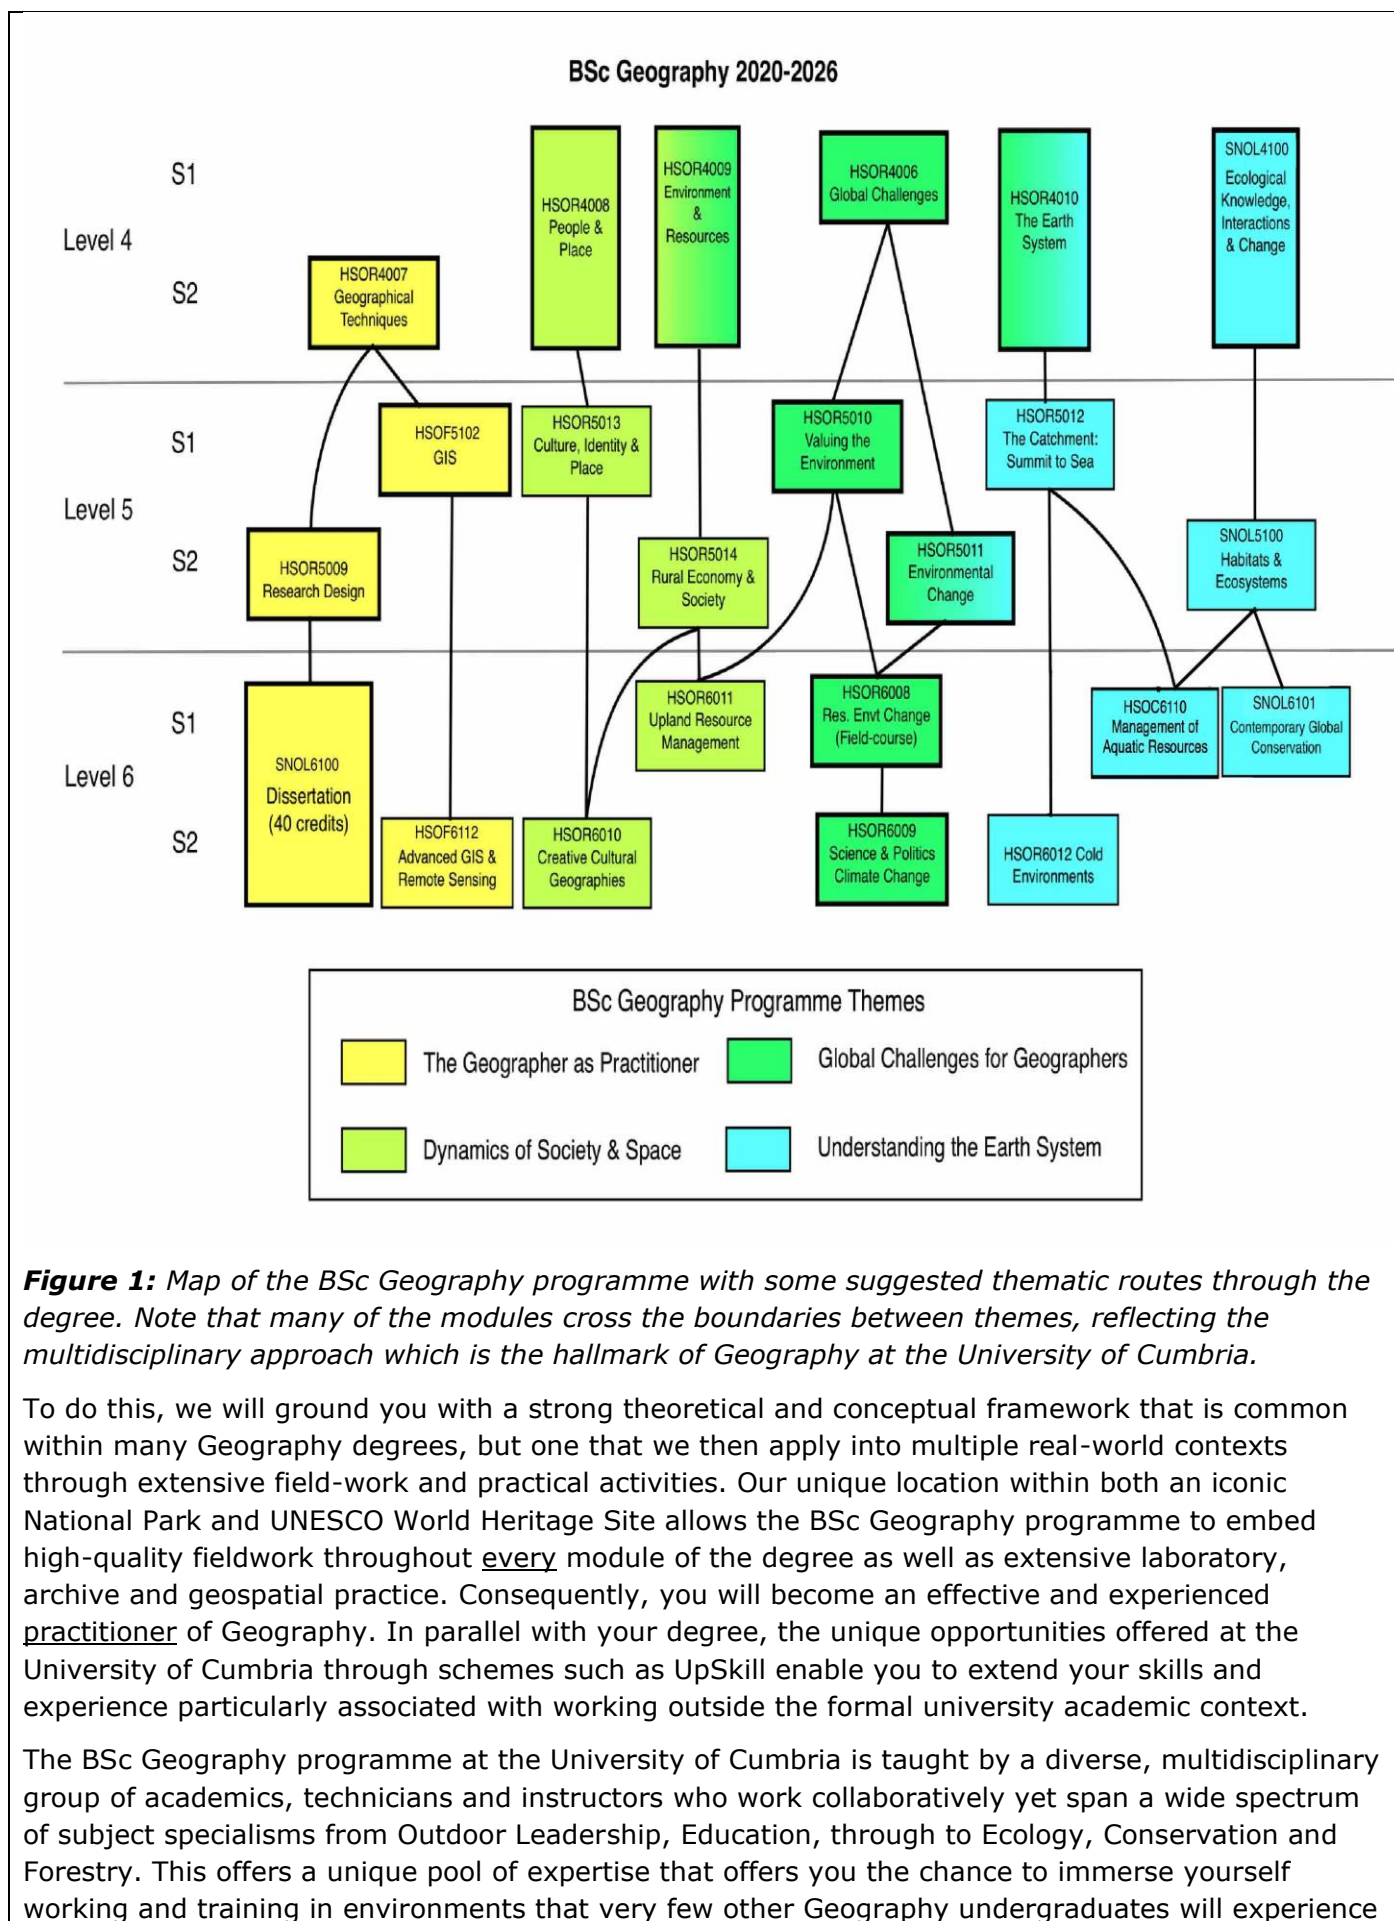 BSc Geography 2020-2026
Level 4
S1
S2
HSOR4007
Geographical
Techniques
HSOR4008
People &
Place
HSOR4009
Environment
&
Resources
HSOR4006
Global Challenges
HSOR4010
The Earth
System
SNOL4100
Ecological
Knowledge,
Interactions
& Change
Level 5
S1
S2
HSOF5102
GIS
HSOR5013
Culture, Identity &
Place
HSOR5010
Valuing the
Environment
HSOR5012
The Catchment:
Summit to Sea
HSOR5009
Research Design
HSOR5014
Rural Economy &
Society
HSOR5011
Environmental
Change
SNOL5100
Habitats &
Ecosystems
Level 6
S1
S2
SNOL6100
Dissertation
(40 credits)
HSOR6011
Upland Resource
Management
HSOR6008
Res. Envt Change
(Field-course)
HSOC6110
Management of
Aquatic Resources
SNOL6101
Contemporary Global
Conservation
HSOF6112
Advanced GIS &
Remote Sensing
HSOR6010
Creative Cultural
Geographies
HSOR6009
Science & Politics
Climate Change
HSOR6012 Cold
Environments
BSc Geography Programme Themes
The Geographer as Practitioner
Global Challenges for Geographers
Dynamics of Society & Space
Understanding the Earth System
Figure 1: Map of the BSc Geography programme with some suggested thematic routes through the
degree. Note that many of the modules cross the boundaries between themes, reflecting the
multidisciplinary approach which is the hallmark of Geography at the University of Cumbria.
To do this, we will ground you with a strong theoretical and conceptual framework that is common
within many Geography degrees, but one that we then apply into multiple real-world contexts
through extensive field-work and practical activities. Our unique location within both an iconic
National Park and UNESCO World Heritage Site allows the BSc Geography programme to embed
high-quality fieldwork throughout every module of the degree as well as extensive laboratory,
archive and geospatial practice. Consequently, you will become an effective and experienced
practitioner of Geography. In parallel with your degree, the unique opportunities offered at the
University of Cumbria through schemes such as UpSkill enable you to extend your skills and
experience particularly associated with working outside the formal university academic context.
The BSc Geography programme at the University of Cumbria is taught by a diverse, multidisciplinary
group of academics, technicians and instructors who work collaboratively yet span a wide spectrum
of subject specialisms from Outdoor Leadership, Education, through to Ecology, Conservation and
Forestry. This offers a unique pool of expertise that offers you the chance to immerse yourself
working and training in environments that very few other Geography undergraduates will experience